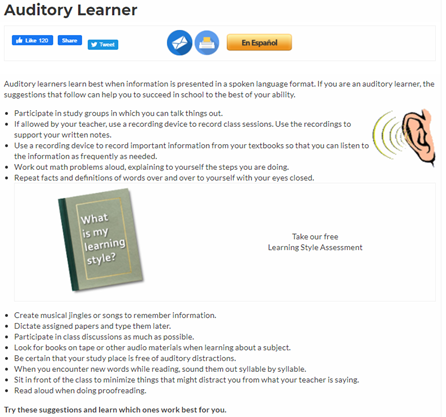 Auditory Learner
Like 120
Share
Tweet
En Español
Auditory learners learn best when information is presented in a spoken language format. If you are an auditory learner, the
suggestions that follow can help you to succeed in school to the best of your ability.
Participate in study groups in which you can talk things out.
If allowed by your teacher, use a recording device to record class sessions. Use the recordings to
support your written notes.
Use a recording device to record important information from your textbooks so that you can listen to
the information as frequently as needed.
Work out math problems aloud, explaining to yourself the steps you are doing.
Repeat facts and definitions of words over and over to yourself with your eyes closed.
What
is my
learning
style?
Take our free
Learning Style Assessment
Create musical jingles or songs to remember information.
Dictate assigned papers and type them later.
Participate in class discussions as much as possible.
Look for books on tape or other audio materials when learning about a subject.
Be certain that your study place is free of auditory distractions.
When you encounter new words while reading, sound them out syllable by syllable.
Sit in front of the class to minimize things that might distract you from what your teacher is saying.
Read aloud when doing proofreading.
Try these suggestions and learn which ones work best for you.